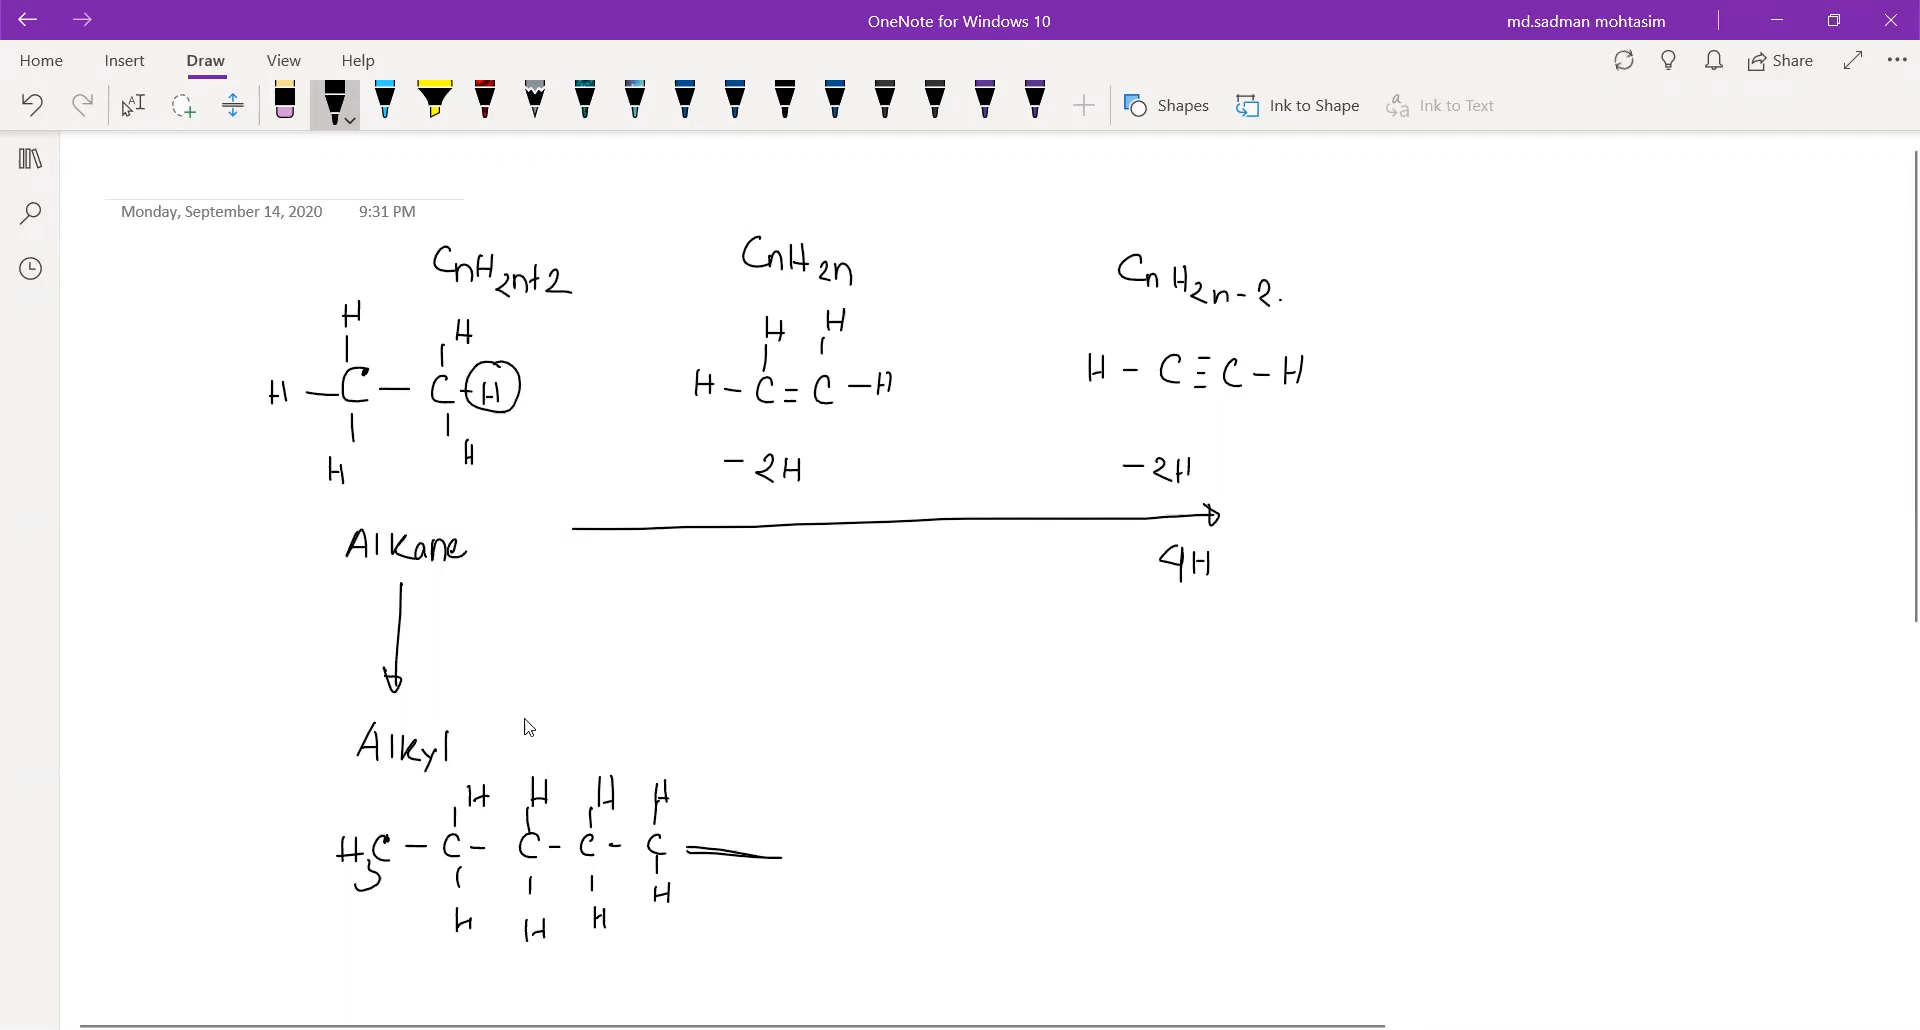 OneNote for Windows 10
md.sadman mohtasim
Home Insert Draw View Help
Share
Shapes Ink to Shape Ink to Text
Monday, September 14, 2020 9:31 PM
CnH2n+2 CnH2n CnH2n-2.
H H H H
H — C — C - H H - C = C - H H - C ≡ C - H
H H
- 2H - 2H
4H
Alkane
Alkyl
H H H H
H3C - C - C - C - C
H H H H